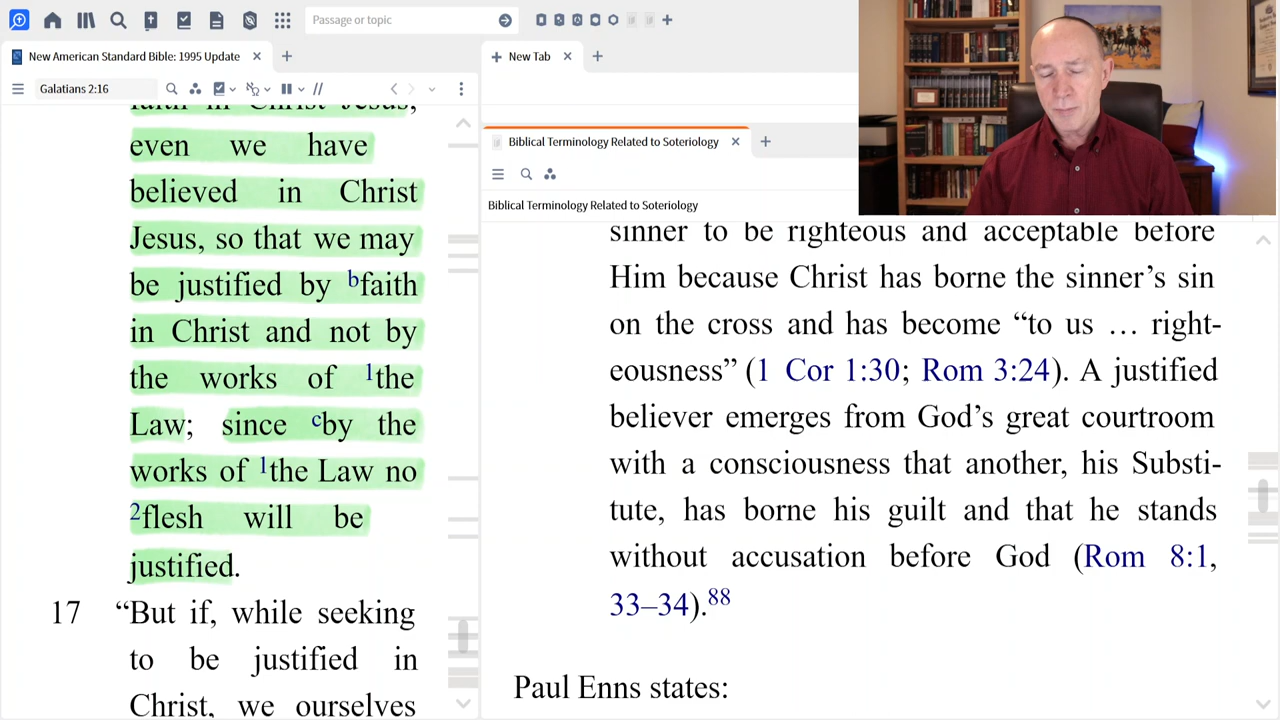 Passage or topic
New American Standard Bible: 1995 Update
Galatians 2:16
faith in Christ Jesus,
even we have
believed in Christ
Jesus, so that we may
be justified by bfaith
in Christ and not by
the works of 1the
Law; since cby the
works of 1the Law no
2flesh will be
justified.
17 “But if, while seeking
to be justified in
Christ, we ourselves
New Tab
Biblical Terminology Related to Soteriology
Biblical Terminology Related to Soteriology
sinner to be righteous and acceptable before
Him because Christ has borne the sinner’s sin
on the cross and has become “to us … right-
eousness” (1 Cor 1:30; Rom 3:24). A justified
believer emerges from God’s great courtroom
with a consciousness that another, his Substi-
tute, has borne his guilt and that he stands
without accusation before God (Rom 8:1,
33–34).88
Paul Enns states: